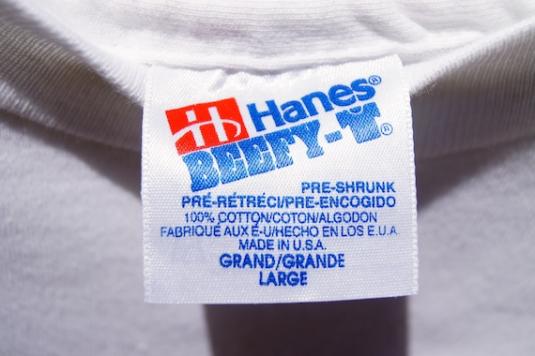 Hanes®
BEEFY-T®
PRE-SHRUNK
PRÉ-RÉTRÉCI/PRE-ENCOGIDO
100% COTTON/COTON/ALGODON
FABRIQUÉ AUX É-U/HECHO EN LOS E.U.A.
MADE IN U.S.A.
GRAND/GRANDE
LARGE